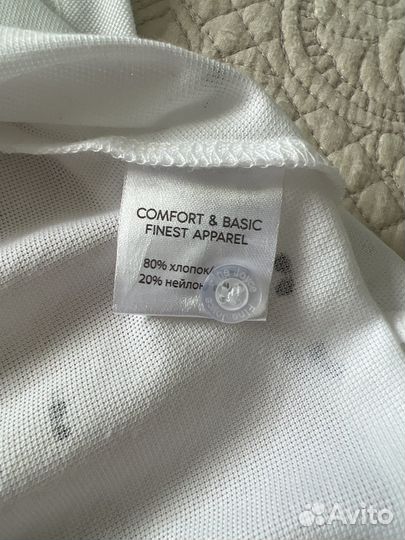 COMFORT & BASIC
FINEST APPAREL
80% хлопок
20% нейлон
Avito